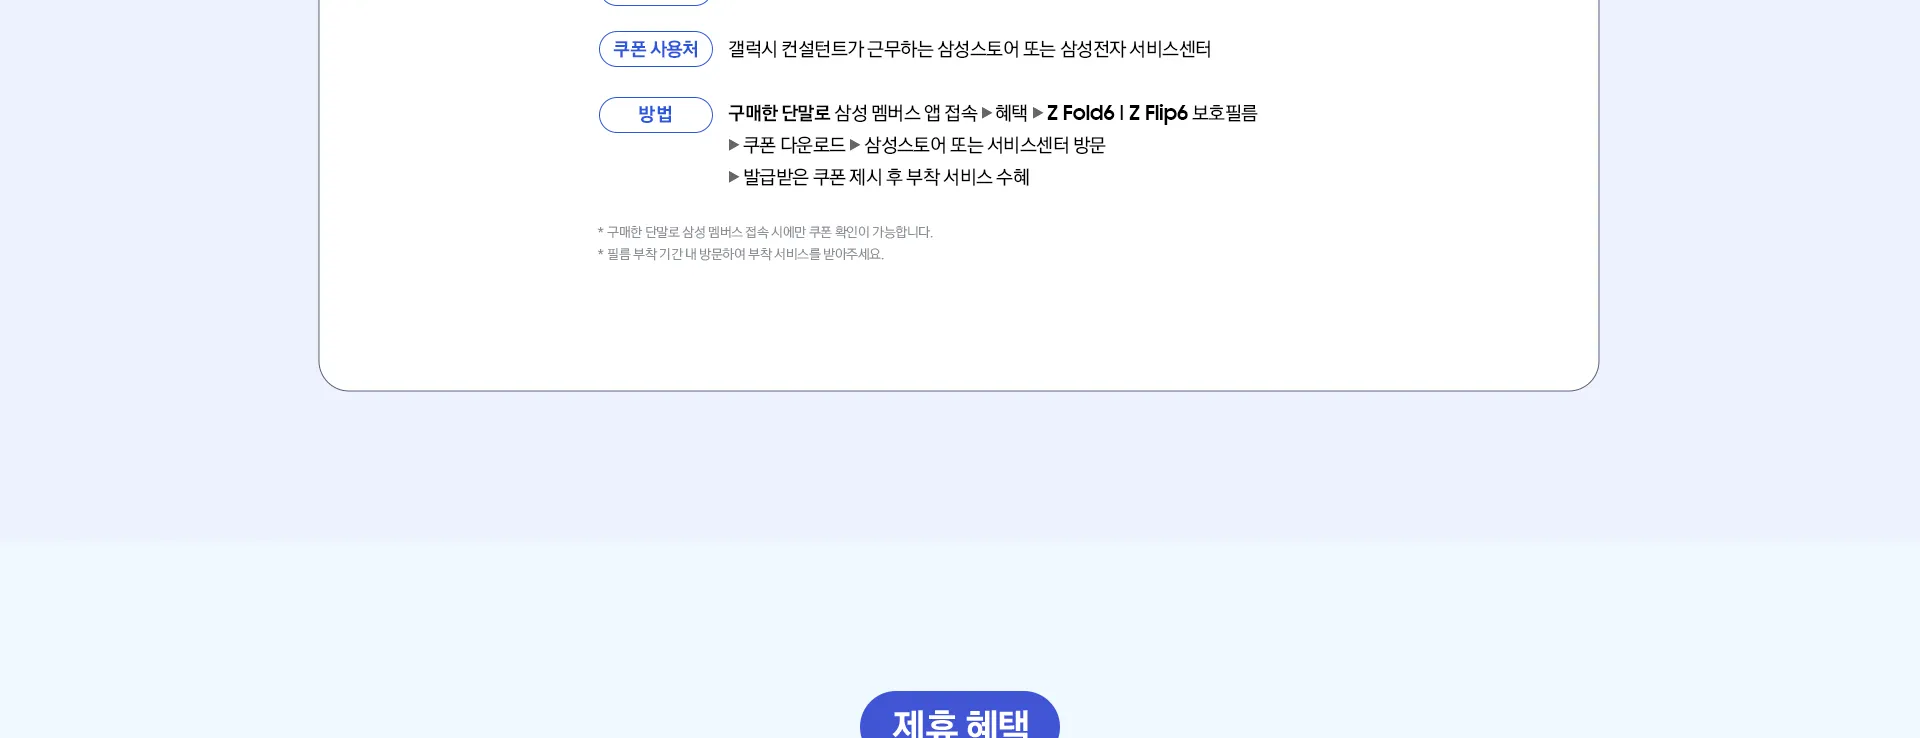 쿠폰 사용처 갤럭시 컨설턴트가 근무하는 삼성스토어 또는 삼성전자 서비스센터
방법 구매한 단말로 삼성 멤버스 앱 접속 ▶ 혜택 ▶ Z Fold6 l Z Flip6 보호필름
▶ 쿠폰 다운로드 ▶ 삼성스토어 또는 서비스센터 방문
▶ 발급받은 쿠폰 제시 후 부착 서비스 수혜
* 구매한 단말로 삼성 멤버스 접속 시에만 쿠폰 확인이 가능합니다.
* 필름 부착 기간 내 방문하여 부착 서비스를 받아주세요.
제휴 혜택